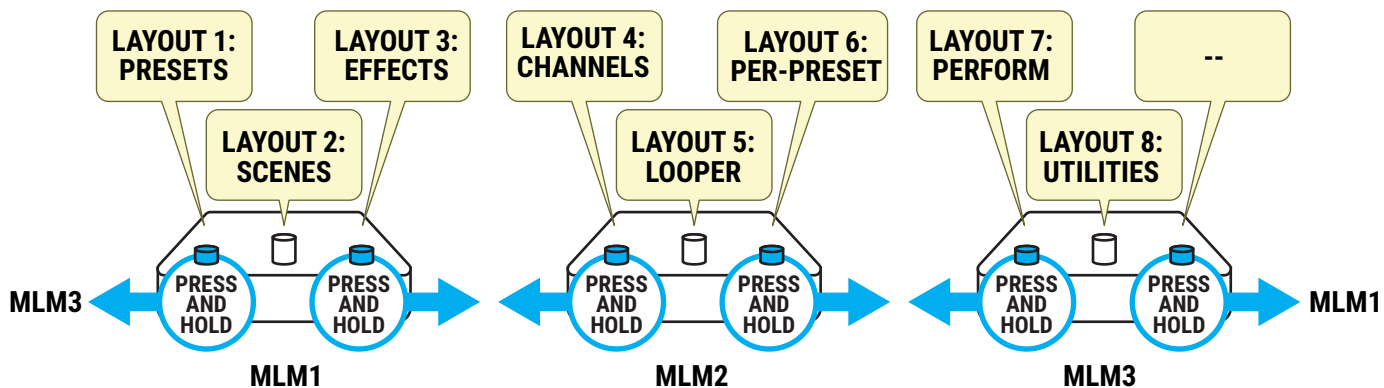 LAYOUT 1:
PRESETS
LAYOUT 3:
EFFECTS
LAYOUT 2:
SCENES
LAYOUT 4:
CHANNELS
LAYOUT 6:
PER-PRESET
LAYOUT 5:
LOOPER
LAYOUT 7:
PERFORM
--
LAYOUT 8:
UTILITIES
MLM3
PRESS
AND
HOLD
PRESS
AND
HOLD
MLM1
PRESS
AND
HOLD
PRESS
AND
HOLD
MLM2
PRESS
AND
HOLD
PRESS
AND
HOLD
MLM3
MLM1